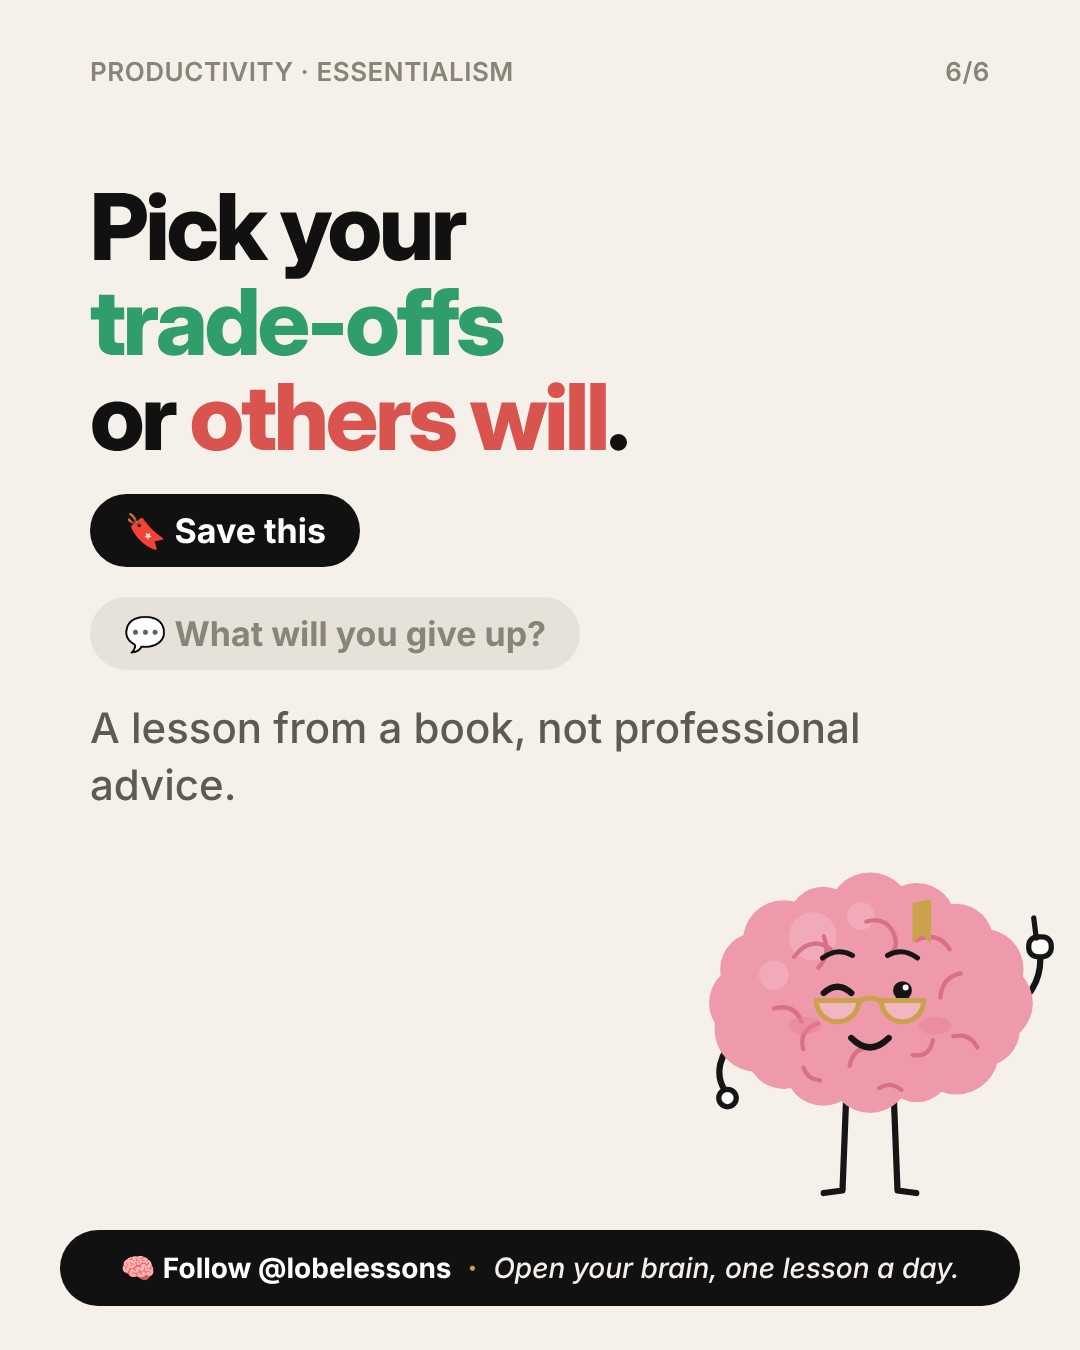 PRODUCTIVITY · ESSENTIALISM 6/6
Pick your
trade-offs
or others will.
🔖 Save this
💬 What will you give up?
A lesson from a book, not professional
advice.
🧠 Follow @lobelessons · Open your brain, one lesson a day.